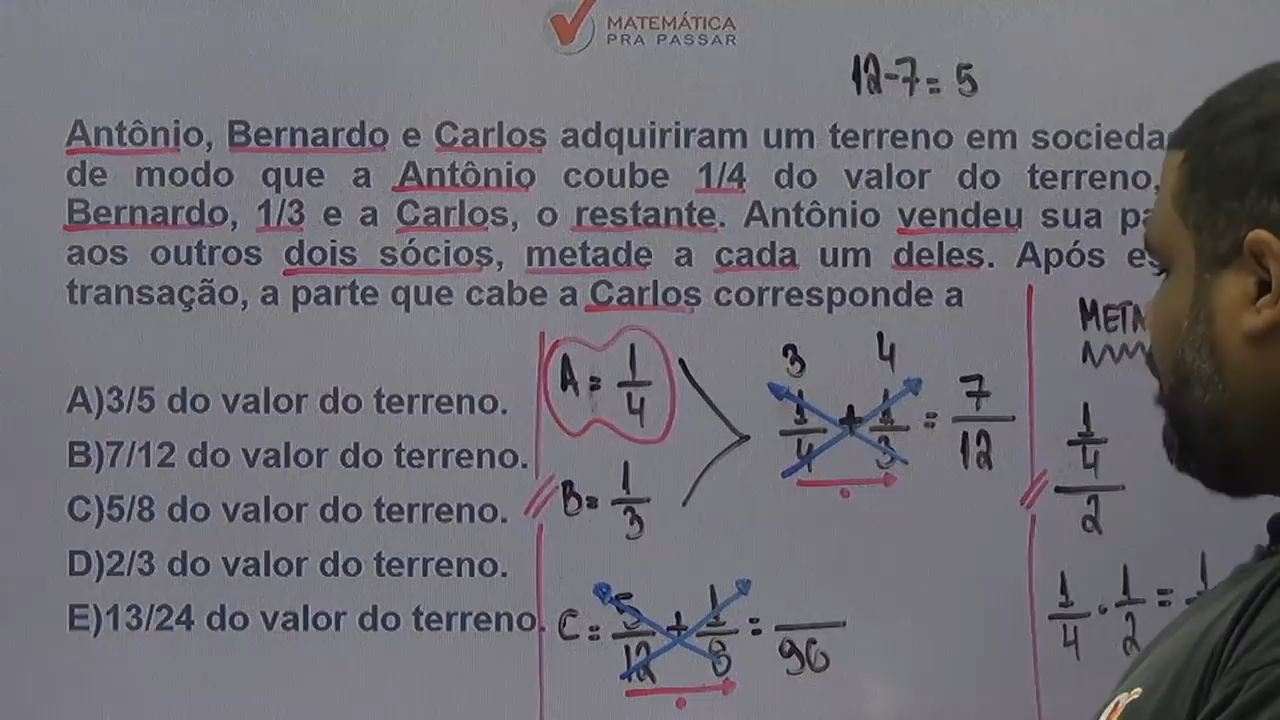 MATEMÁTICA
PRA PASSAR
12-7=5
Antônio, Bernardo e Carlos adquiriram um terreno em socieda
de modo que a Antônio coube 1/4 do valor do terreno,
Bernardo, 1/3 e a Carlos, o restante. Antônio vendeu sua pa
aos outros dois sócios, metade a cada um deles. Após es
transação, a parte que cabe a Carlos corresponde a
A)3/5 do valor do terreno.
B)7/12 do valor do terreno.
C)5/8 do valor do terreno.
D)2/3 do valor do terreno.
E)13/24 do valor do terreno.
A = 1/4
B = 1/3
3 4
1/4 + 1/3 = 7/12
C = 5/12 + 1/8 = /96
META
1/4
2
1/4 . 1/2 = 1